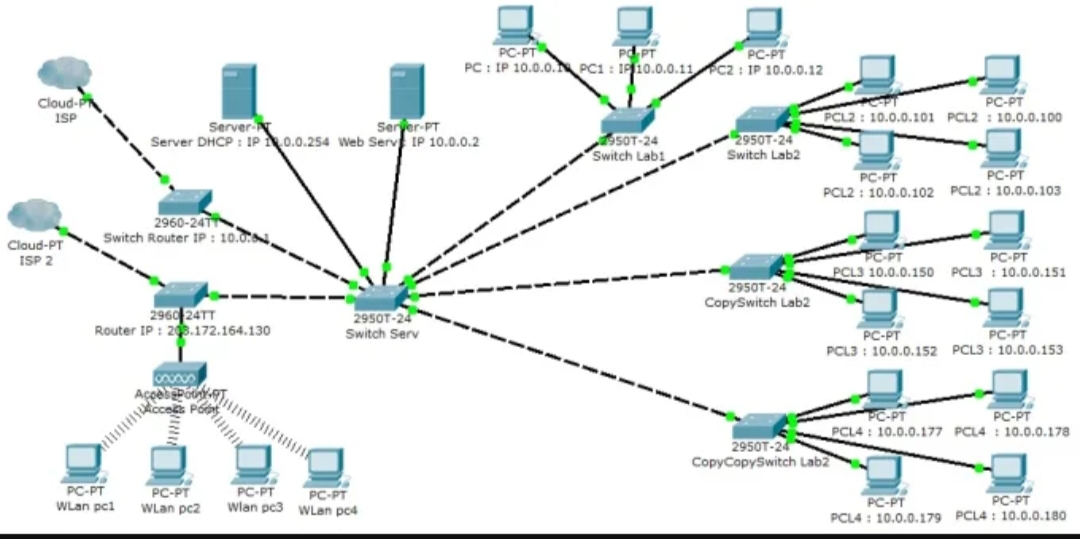 PC-PT
PC : IP 10.0.0.10
PC-PT
PC1 : IP 10.0.0.11
PC-PT
PC2 : IP 10.0.0.12
Cloud-PT
ISP
Server-PT
Server DHCP : IP 10.0.0.254
Server-PT
Web Serv : IP 10.0.0.2
2950T-24
Switch Lab1
2950T-24
Switch Lab2
PC-PT
PCL2 : 10.0.0.101
PC-PT
PCL2 : 10.0.0.100
PC-PT
PCL2 : 10.0.0.102
PC-PT
PCL2 : 10.0.0.103
2960-24TT
Switch Router IP : 10.0.0.1
Cloud-PT
ISP 2
2960-24TT
Router IP : 203.172.164.130
2950T-24
Switch Serv
2950T-24
CopySwitch Lab2
PC-PT
PCL3 10.0.0.150
PC-PT
PCL3 : 10.0.0.151
PC-PT
PCL3 : 10.0.0.152
PC-PT
PCL3 : 10.0.0.153
AccessPoint-PT
Access Point
2950T-24
CopyCopySwitch Lab2
PC-PT
PCL4 : 10.0.0.177
PC-PT
PCL4 : 10.0.0.178
PC-PT
PCL4 : 10.0.0.179
PC-PT
PCL4 : 10.0.0.180
PC-PT
WLan pc1
PC-PT
WLan pc2
PC-PT
Wlan pc3
PC-PT
WLan pc4